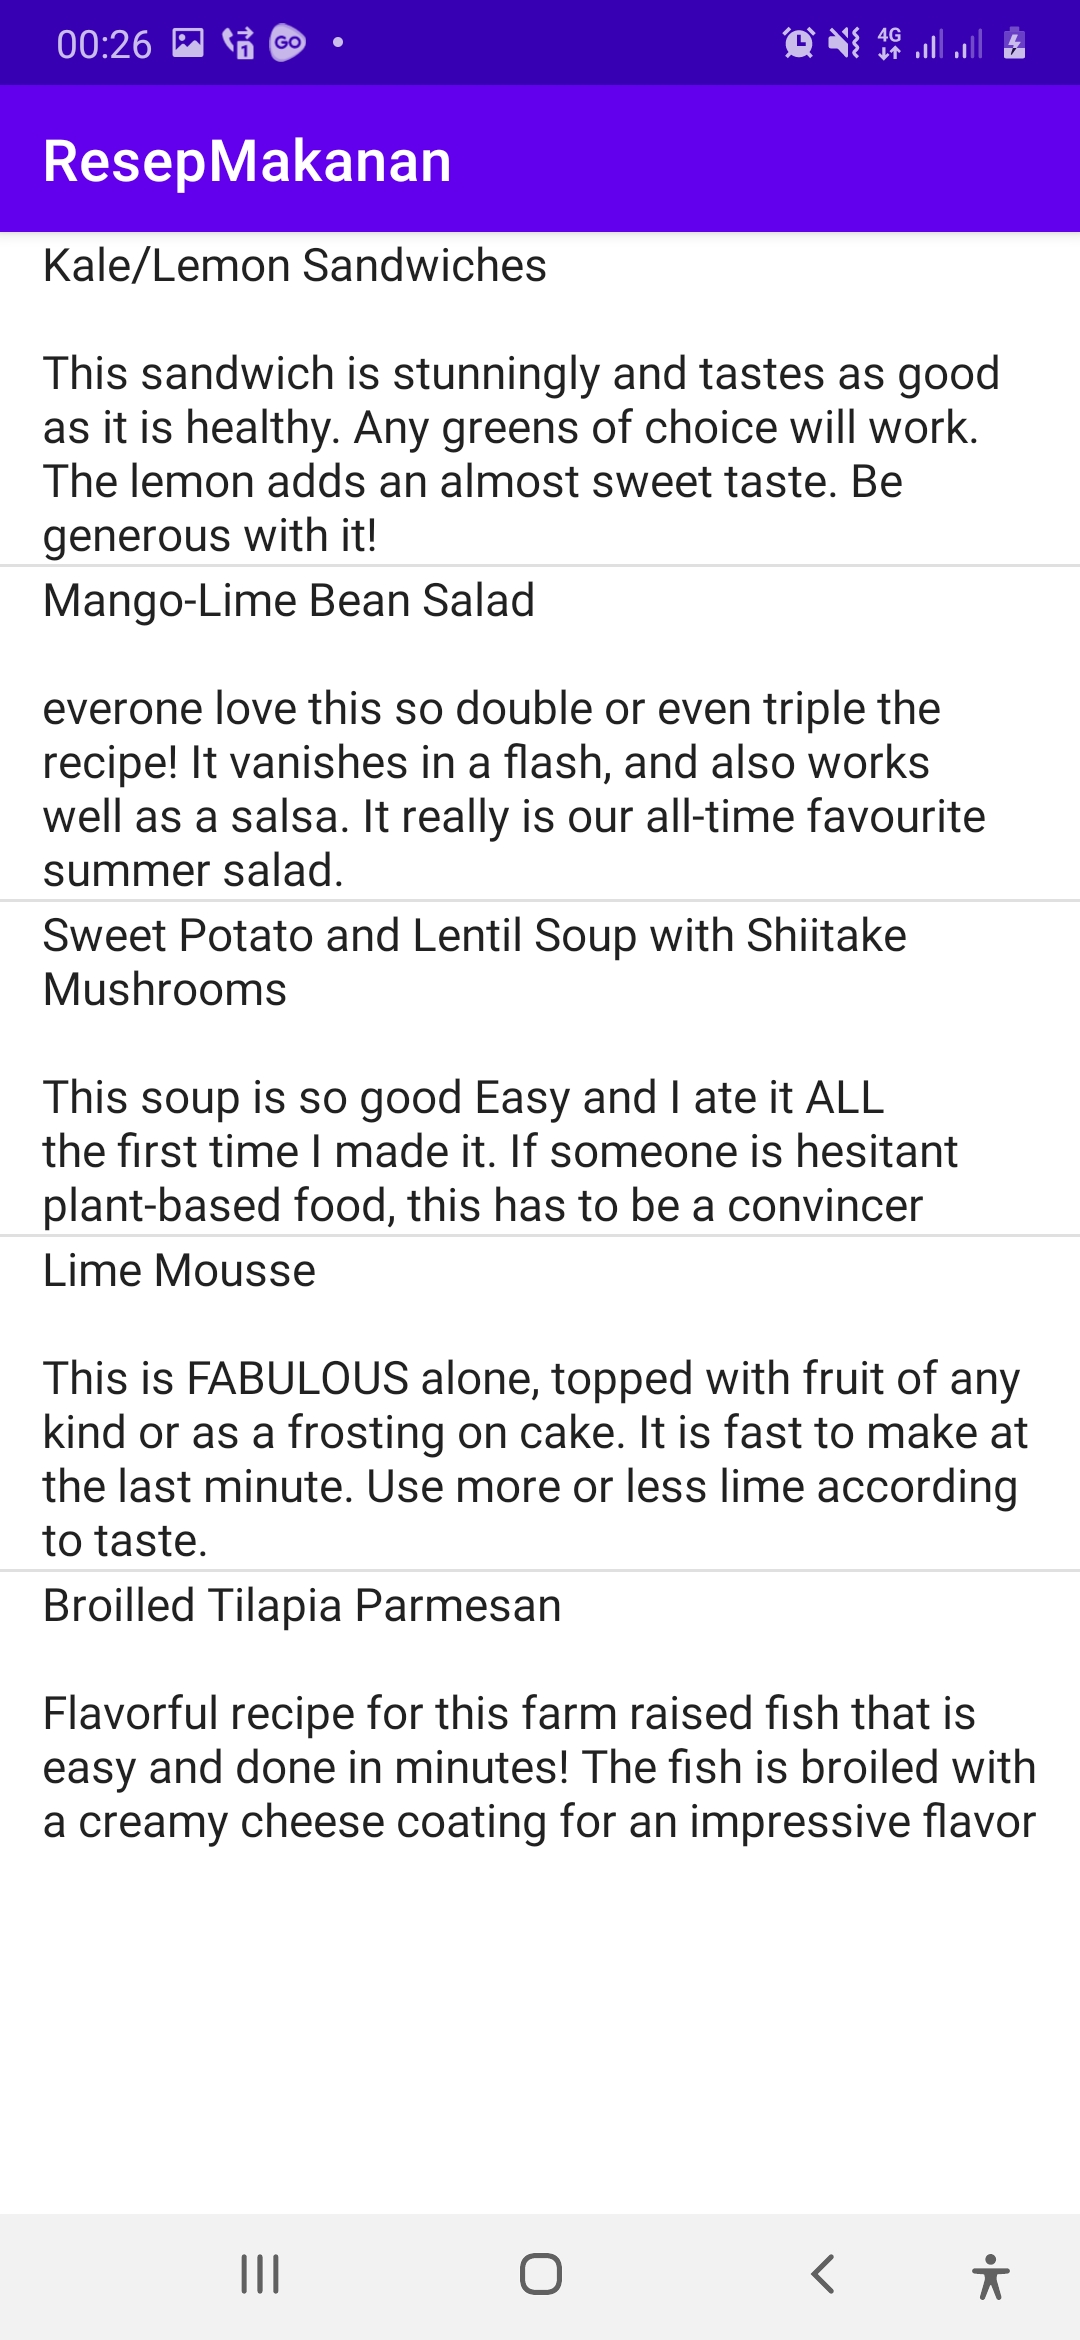 00:26
1
GO
4G
ResepMakanan
Kale/Lemon Sandwiches
This sandwich is stunningly and tastes as good
as it is healthy. Any greens of choice will work.
The lemon adds an almost sweet taste. Be
generous with it!
Mango-Lime Bean Salad
everone love this so double or even triple the
recipe! It vanishes in a flash, and also works
well as a salsa. It really is our all-time favourite
summer salad.
Sweet Potato and Lentil Soup with Shiitake
Mushrooms
This soup is so good Easy and I ate it ALL
the first time I made it. If someone is hesitant
plant-based food, this has to be a convincer
Lime Mousse
This is FABULOUS alone, topped with fruit of any
kind or as a frosting on cake. It is fast to make at
the last minute. Use more or less lime according
to taste.
Broilled Tilapia Parmesan
Flavorful recipe for this farm raised fish that is
easy and done in minutes! The fish is broiled with
a creamy cheese coating for an impressive flavor